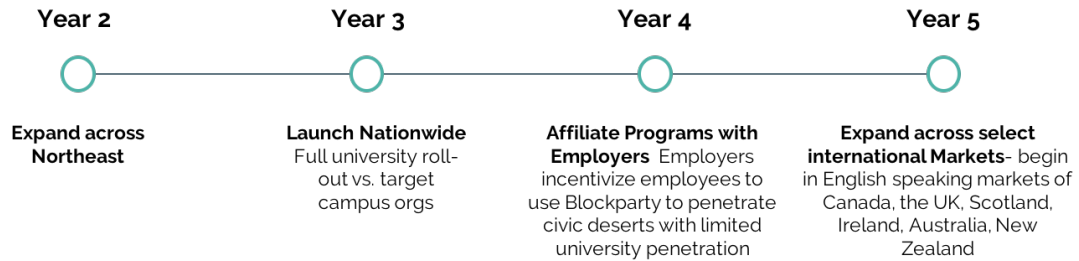 Year 2
Year 3
Year 4
Year 5
Expand across
Northeast
Launch Nationwide
Full university roll-
out vs. target
campus orgs
Affiliate Programs with
Employers Employers
incentivize employees to
use Blockparty to penetrate
civic deserts with limited
university penetration
Expand across select
international Markets- begin
in English speaking markets of
Canada, the UK, Scotland,
Ireland, Australia, New
Zealand